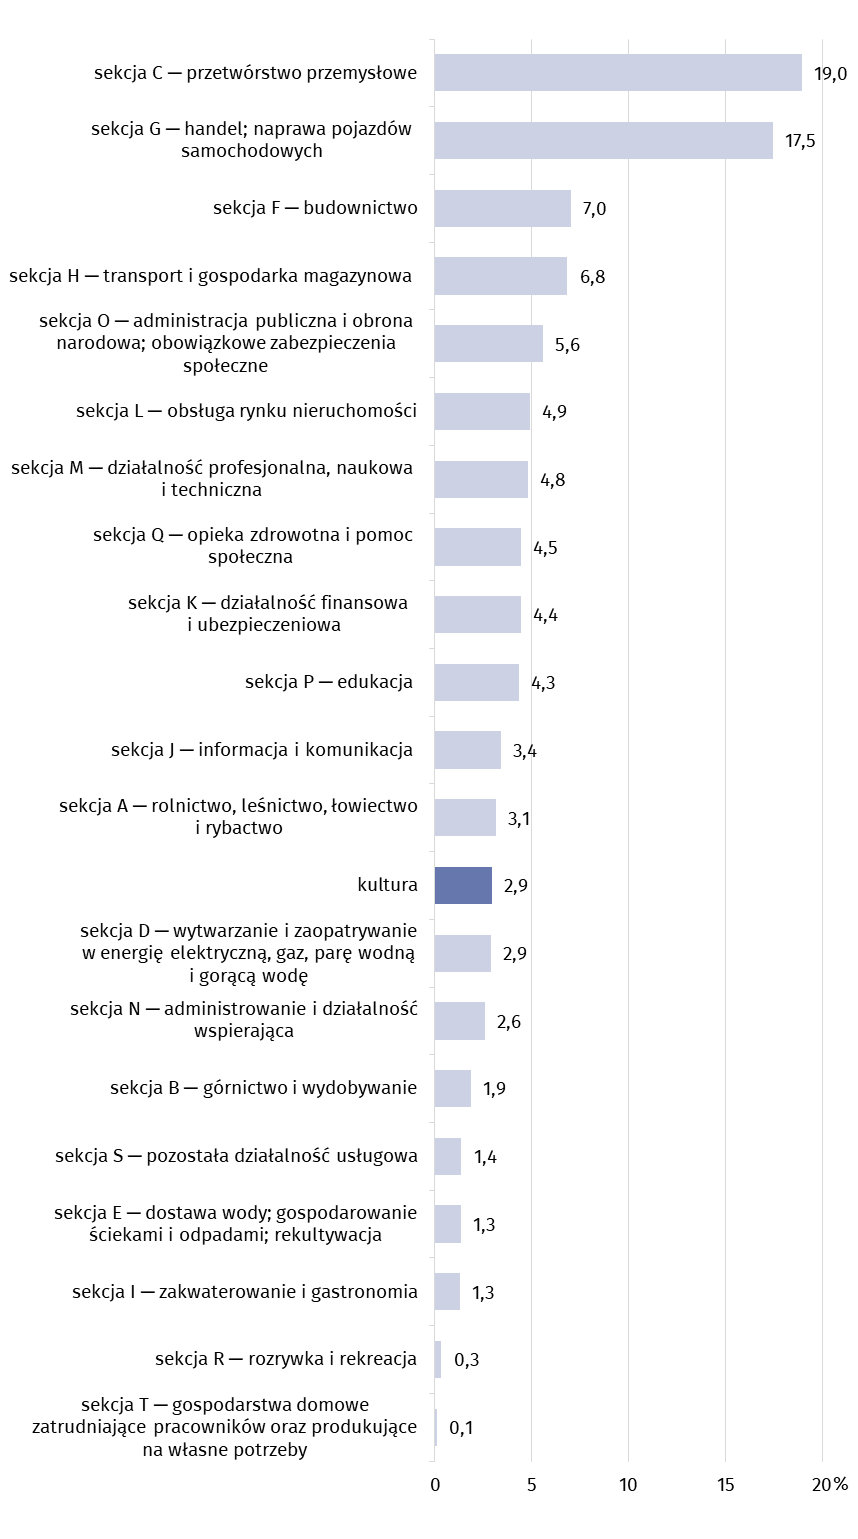 sekcja C — przetwórstwo przemysłowe
19,0
sekcja G — handel; naprawa pojazdów
samochodowych
17,5
sekcja F — budownictwo
7,0
sekcja H — transport i gospodarka magazynowa
6,8
sekcja O — administracja publiczna i obrona
narodowa; obowiązkowe zabezpieczenia
społeczne
5,6
sekcja L — obsługa rynku nieruchomości
4,9
sekcja M — działalność profesjonalna, naukowa
i techniczna
4,8
sekcja Q — opieka zdrowotna i pomoc
społeczna
4,5
sekcja K — działalność finansowa
i ubezpieczeniowa
4,4
sekcja P — edukacja
4,3
sekcja J — informacja i komunikacja
3,4
sekcja A — rolnictwo, leśnictwo, łowiectwo
i rybactwo
3,1
kultura
2,9
sekcja D — wytwarzanie i zaopatrywanie
w energię elektryczną, gaz, parę wodną
i gorącą wodę
2,9
sekcja N — administrowanie i działalność
wspierająca
2,6
sekcja B — górnictwo i wydobywanie
1,9
sekcja S — pozostała działalność usługowa
1,4
sekcja E — dostawa wody; gospodarowanie
ściekami i odpadami; rekultywacja
1,3
sekcja I — zakwaterowanie i gastronomia
1,3
sekcja R — rozrywka i rekreacja
0,3
sekcja T — gospodarstwa domowe
zatrudniające pracowników oraz produkujące
na własne potrzeby
0,1
0 5 10 15 20 %